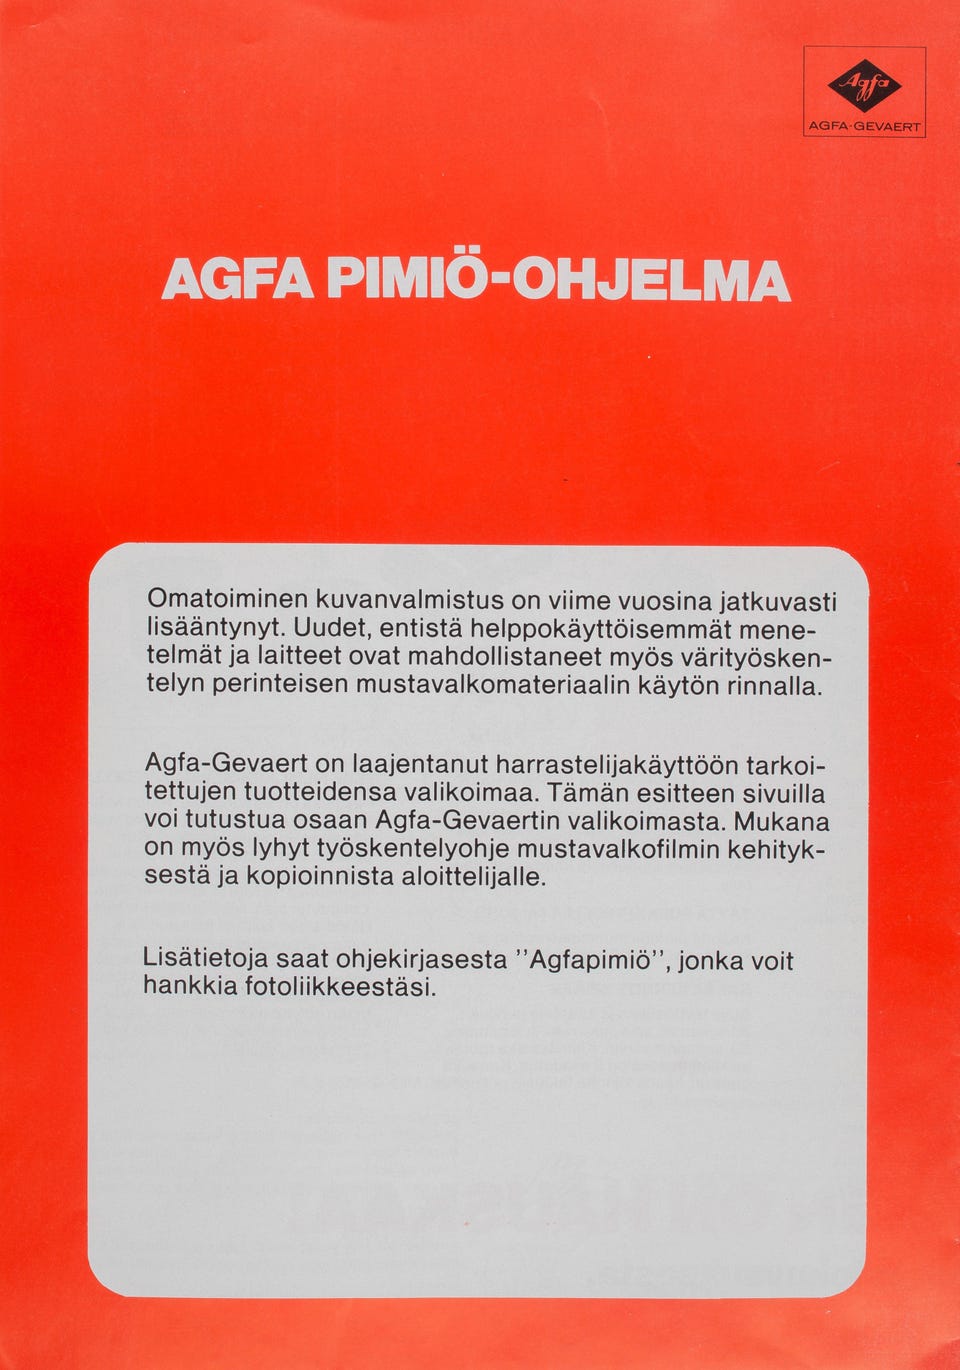 Agfa
AGFA-GEVAERT
AGFA PIMIÖ-OHJELMA
Omatoiminen kuvanvalmistus on viime vuosina jatkuvasti
lisääntynyt. Uudet, entistä helppokäyttöisemmät mene-
telmät ja laitteet ovat mahdollistaneet myös värityösken-
telyn perinteisen mustavalkomateriaalin käytön rinnalla.
Agfa-Gevaert on laajentanut harrastelijakäyttöön tarkoi-
tettujen tuotteidensa valikoimaa. Tämän esitteen sivuilla
voi tutustua osaan Agfa-Gevaertin valikoimasta. Mukana
on myös lyhyt työskentelyohje mustavalkofilmin kehityk-
sestä ja kopioinnista aloittelijalle.
Lisätietoja saat ohjekirjasesta ”Agfapimiö”, jonka voit
hankkia fotoliikkeestäsi.